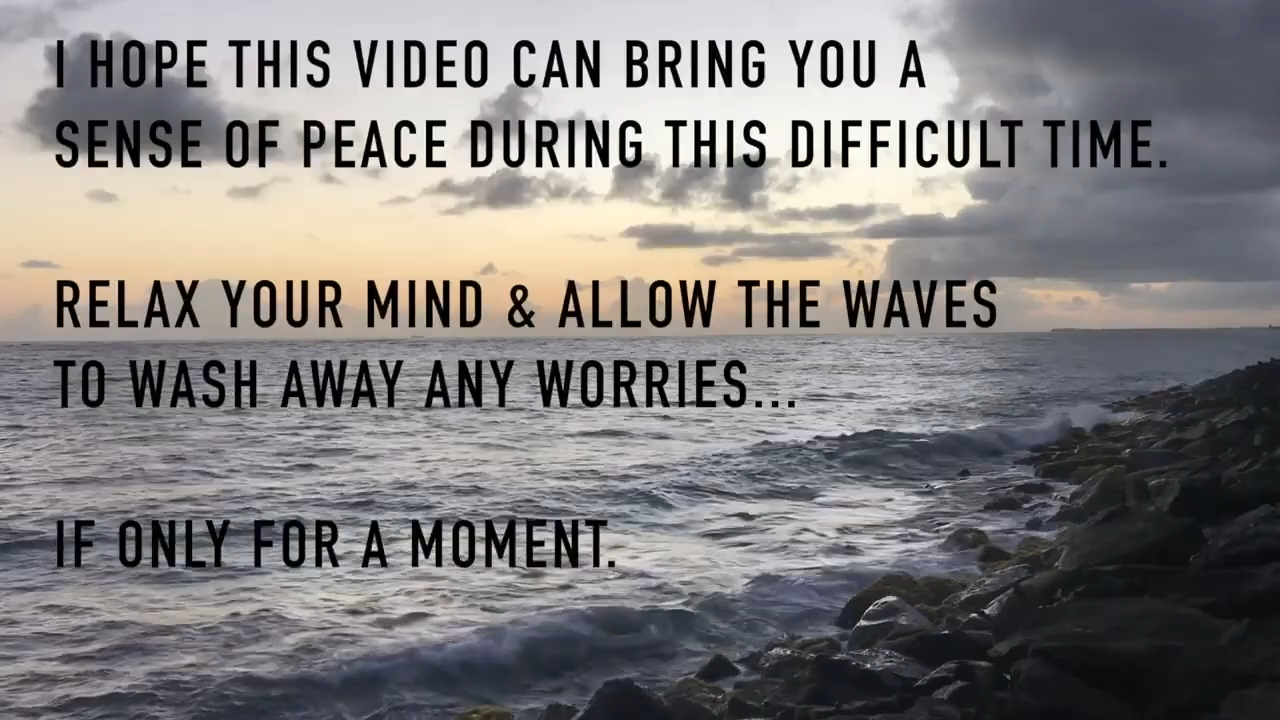 I HOPE THIS VIDEO CAN BRING YOU A
SENSE OF PEACE DURING THIS DIFFICULT TIME.
RELAX YOUR MIND & ALLOW THE WAVES
TO WASH AWAY ANY WORRIES...
IF ONLY FOR A MOMENT.